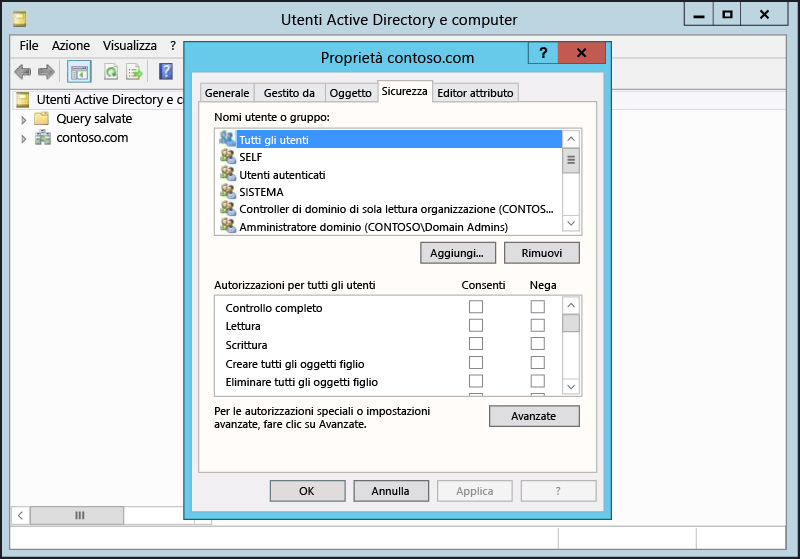 Utenti Active Directory e computer
File Azione Visualizza ?
Proprietà contoso.com
?
Utenti Active Directory e c
Query salvate
contoso.com
Generale Gestito da Oggetto Sicurezza Editor attributo
Nomi utente o gruppo:
Tutti gli utenti
SELF
Utenti autenticati
SISTEMA
Controller di dominio di sola lettura organizzazione (CONTOS...
Amministratore dominio (CONTOSO\Domain Admins)
Aggiungi... Rimuovi
Autorizzazioni per tutti gli utenti Consenti Nega
Controllo completo
Lettura
Scrittura
Creare tutti gli oggetti figlio
Eliminare tutti gli oggetti figlio
Per le autorizzazioni speciali o impostazioni
avanzate, fare clic su Avanzate.
Avanzate
OK Annulla Applica ?